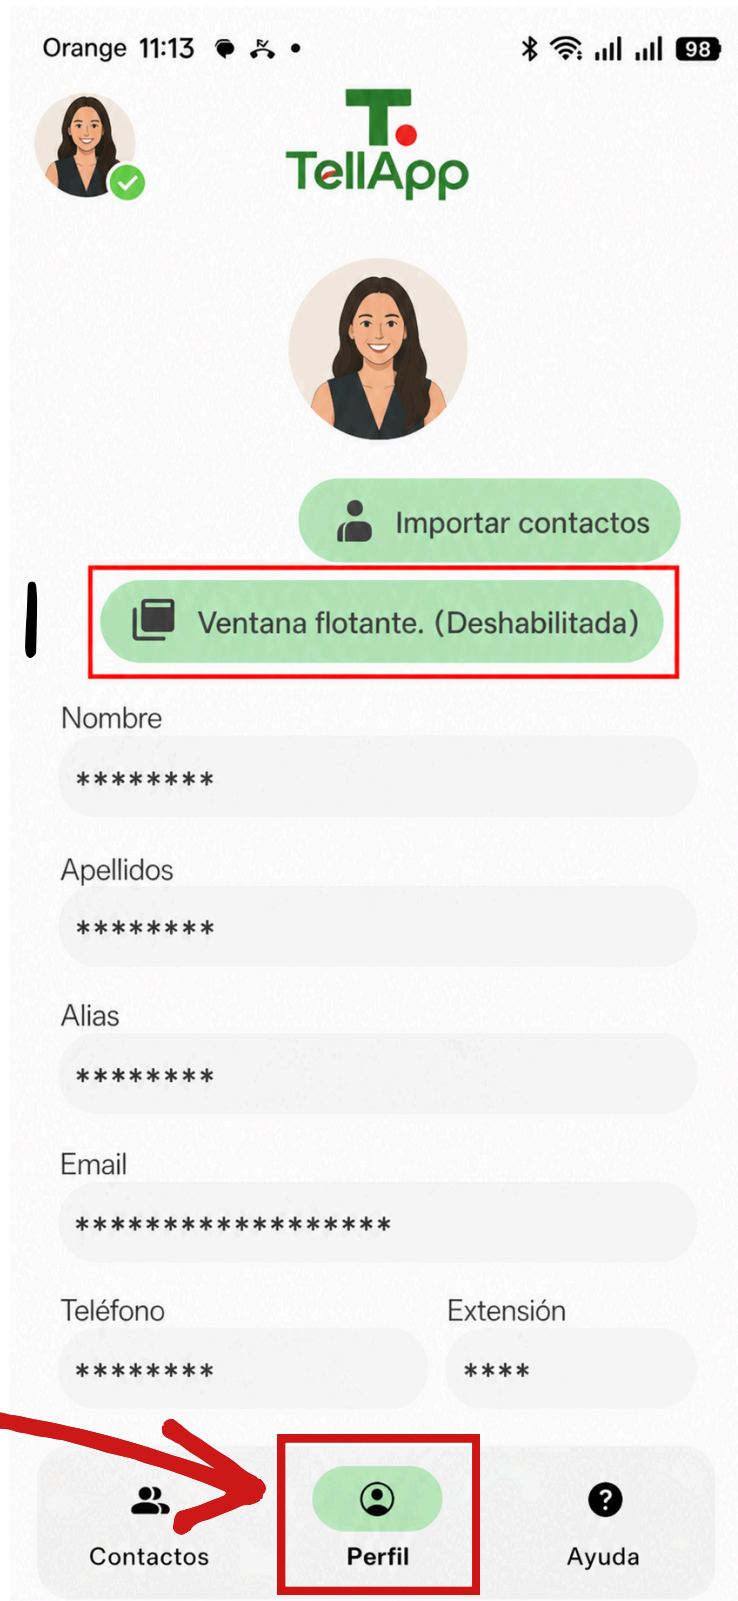 Orange 11:13 98
T.
TellApp
Importar contactos
Ventana flotante. (Deshabilitada)
Nombre
********
Apellidos
********
Alias
********
Email
******************
Teléfono Extensión
******** ****
Contactos Perfil Ayuda